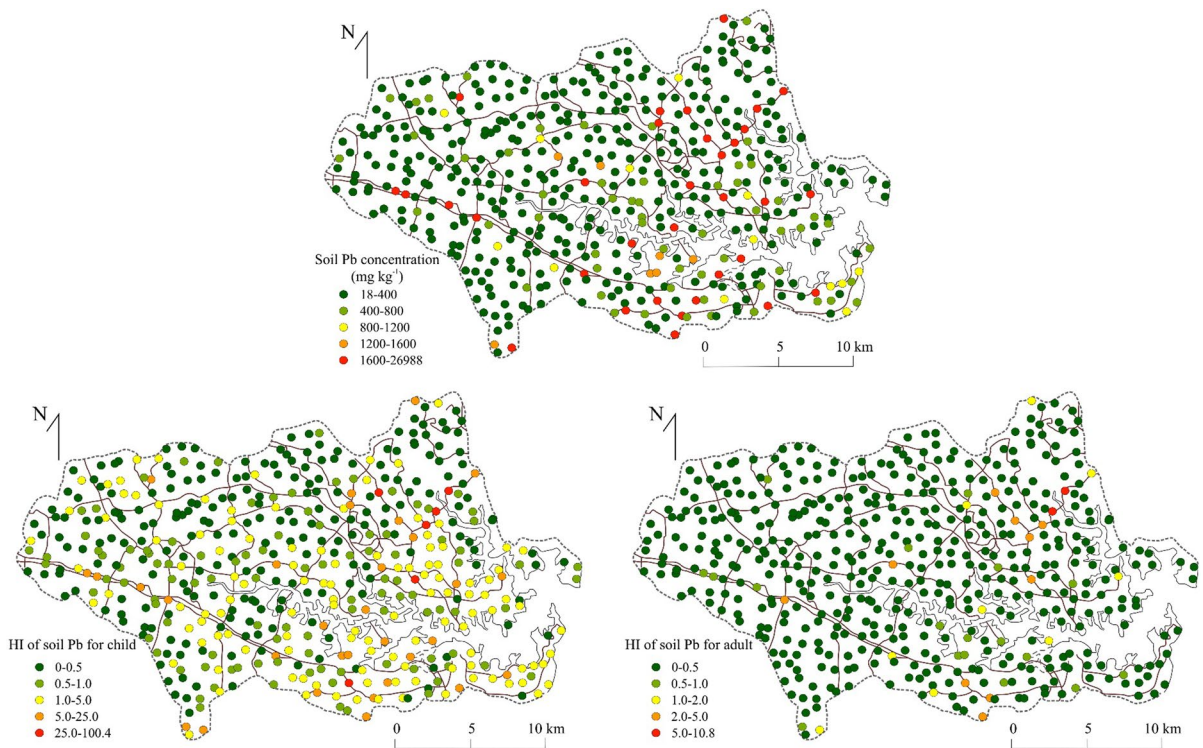 N
Soil Pb concentration
(mg kg⁻¹)
18-400
400-800
800-1200
1200-1600
1600-26988
0 5 10 km
N
HI of soil Pb for child
0-0.5
0.5-1.0
1.0-5.0
5.0-25.0
25.0-100.4
0 5 10 km
N
HI of soil Pb for adult
0-0.5
0.5-1.0
1.0-2.0
2.0-5.0
5.0-10.8
0 5 10 km